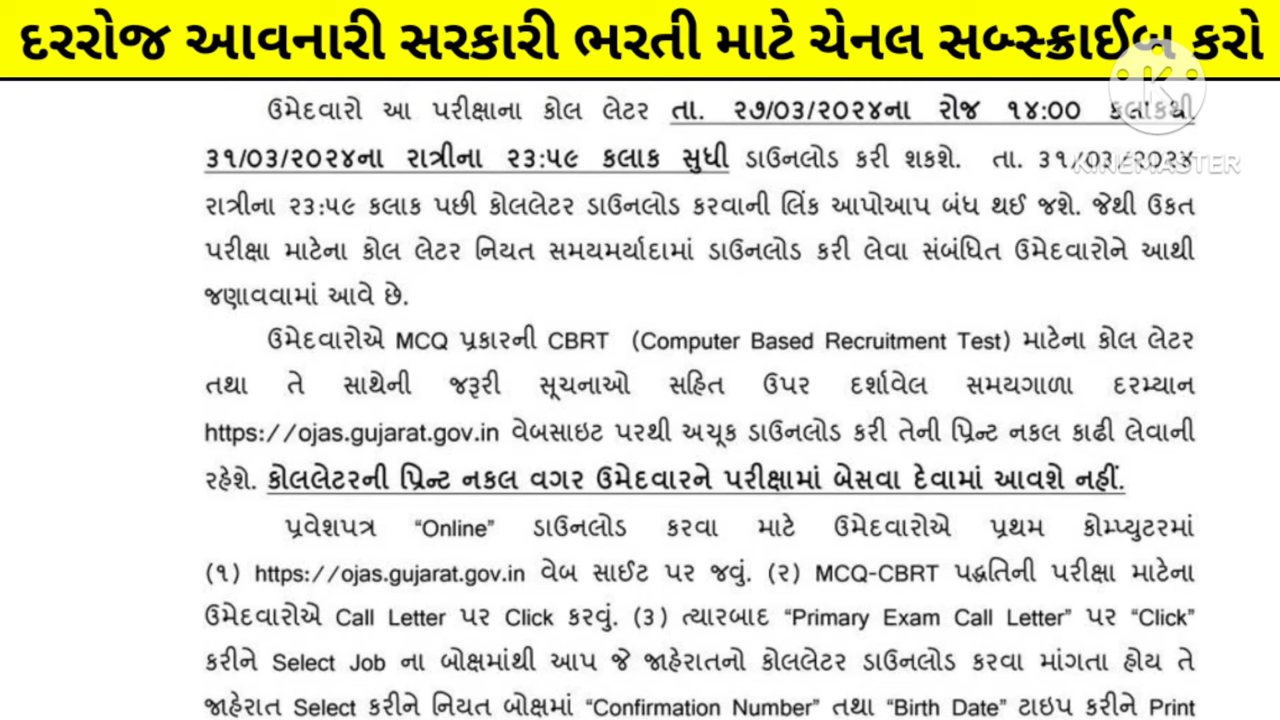 દરરોજ આવનારી સરકારી ભરતી માટે ચેનલ સબ્સ્ક્રાઈબ કરો
ઉમેદવારો આ પરીક્ષાના કોલ લેટર તા. ૨૭/૦૩/૨૦૨૪ના રોજ ૧૪:૦૦ કલાકથી
૩૧/૦૩/૨૦૨૪ના રાત્રીના ૨૩:૫૯ કલાક સુધી ડાઉનલોડ કરી શકશે. તા. ૩૧/૦૩/૨૦૨૪
KINEMASTER
રાત્રીના ૨૩:૫૯ કલાક પછી કોલલેટર ડાઉનલોડ કરવાની લિંક આપોઆપ બંધ થઈ જશે. જેથી ઉકત
પરીક્ષા માટેના કોલ લેટર નિયત સમયમર્યાદામાં ડાઉનલોડ કરી લેવા સંબંધિત ઉમેદવારોને આથી
જણાવવામાં આવે છે.
ઉમેદવારોએ MCQ પ્રકારની CBRT (Computer Based Recruitment Test) માટેના કોલ લેટર
તથા તે સાથેની જરૂરી સૂચનાઓ સહિત ઉપર દર્શાવેલ સમયગાળા દરમ્યાન
https://ojas.gujarat.gov.in વેબસાઇટ પરથી અચૂક ડાઉનલોડ કરી તેની પ્રિન્ટ નકલ કાઢી લેવાની
રહેશે. કોલલેટરની પ્રિન્ટ નકલ વગર ઉમેદવારને પરીક્ષામાં બેસવા દેવામાં આવશે નહીં.
પ્રવેશપત્ર “Online” ડાઉનલોડ કરવા માટે ઉમેદવારોએ પ્રથમ કોમ્પ્યુટરમાં
(૧) https://ojas.gujarat.gov.in વેબ સાઈટ પર જવું. (૨) MCQ-CBRT પદ્ધતિની પરીક્ષા માટેના
ઉમેદવારોએ Call Letter પર Click કરવું. (૩) ત્યારબાદ “Primary Exam Call Letter” પર “Click”
કરીને Select Job ના બોક્ષમાંથી આપ જે જાહેરાતનો કોલલેટર ડાઉનલોડ કરવા માંગતા હોય તે
જાહેરાત Select કરીને નિયત બોક્ષમાં “Confirmation Number” તથા “Birth Date” ટાઇપ કરીને Print